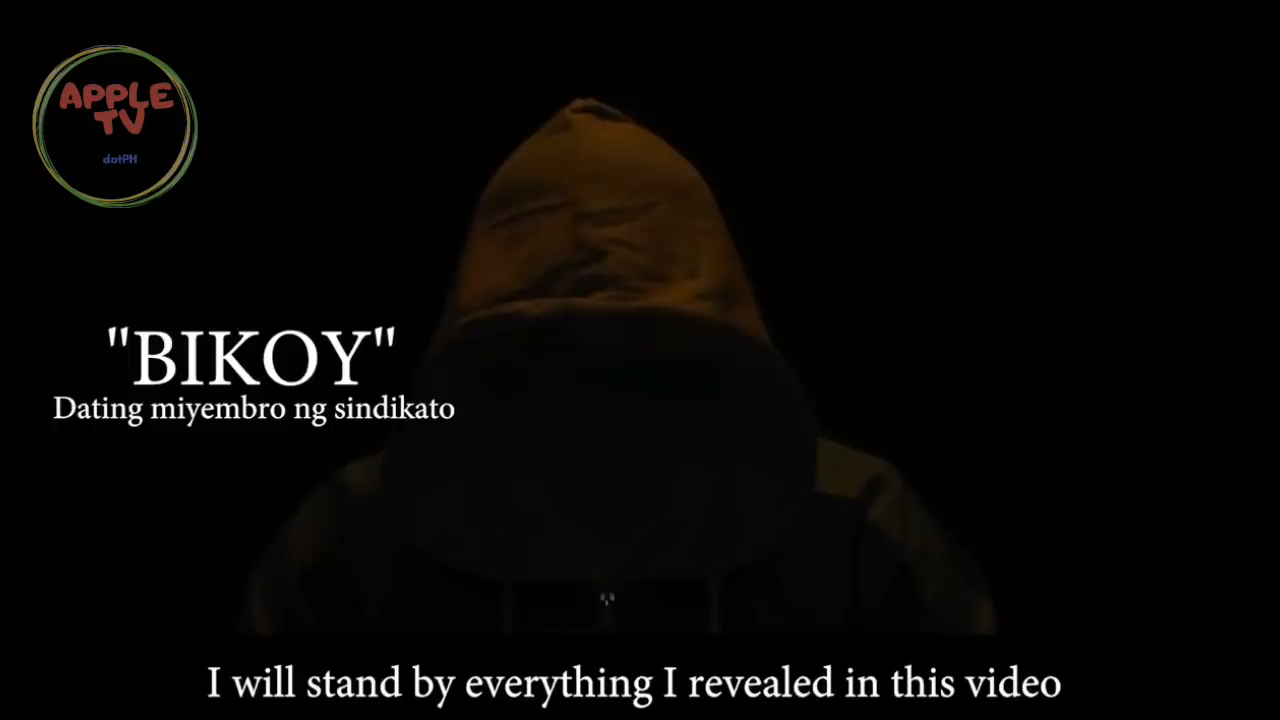 APPLE
TV
dotPH
"BIKOY"
Dating miyembro ng sindikato
I will stand by everything I revealed in this video